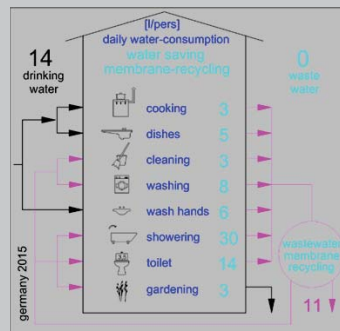 [l/pers]
daily water-consumption
water saving
membrane-recycling
14
drinking
water
0
waste
water
cooking 3
dishes 5
cleaning 3
washing 8
wash hands 6
showering 30
toilet 14
gardening 3
wastewater
membrane
recycling
11
germany 2015